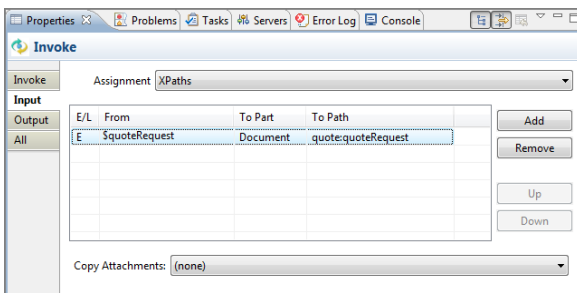 Properties Problems Tasks Servers Error Log Console
Invoke
Invoke
Input
Output
All
Assignment XPaths
E/L From To Part To Path
E $quoteRequest Document quote:quoteRequest
Add
Remove
Up
Down
Copy Attachments: (none)